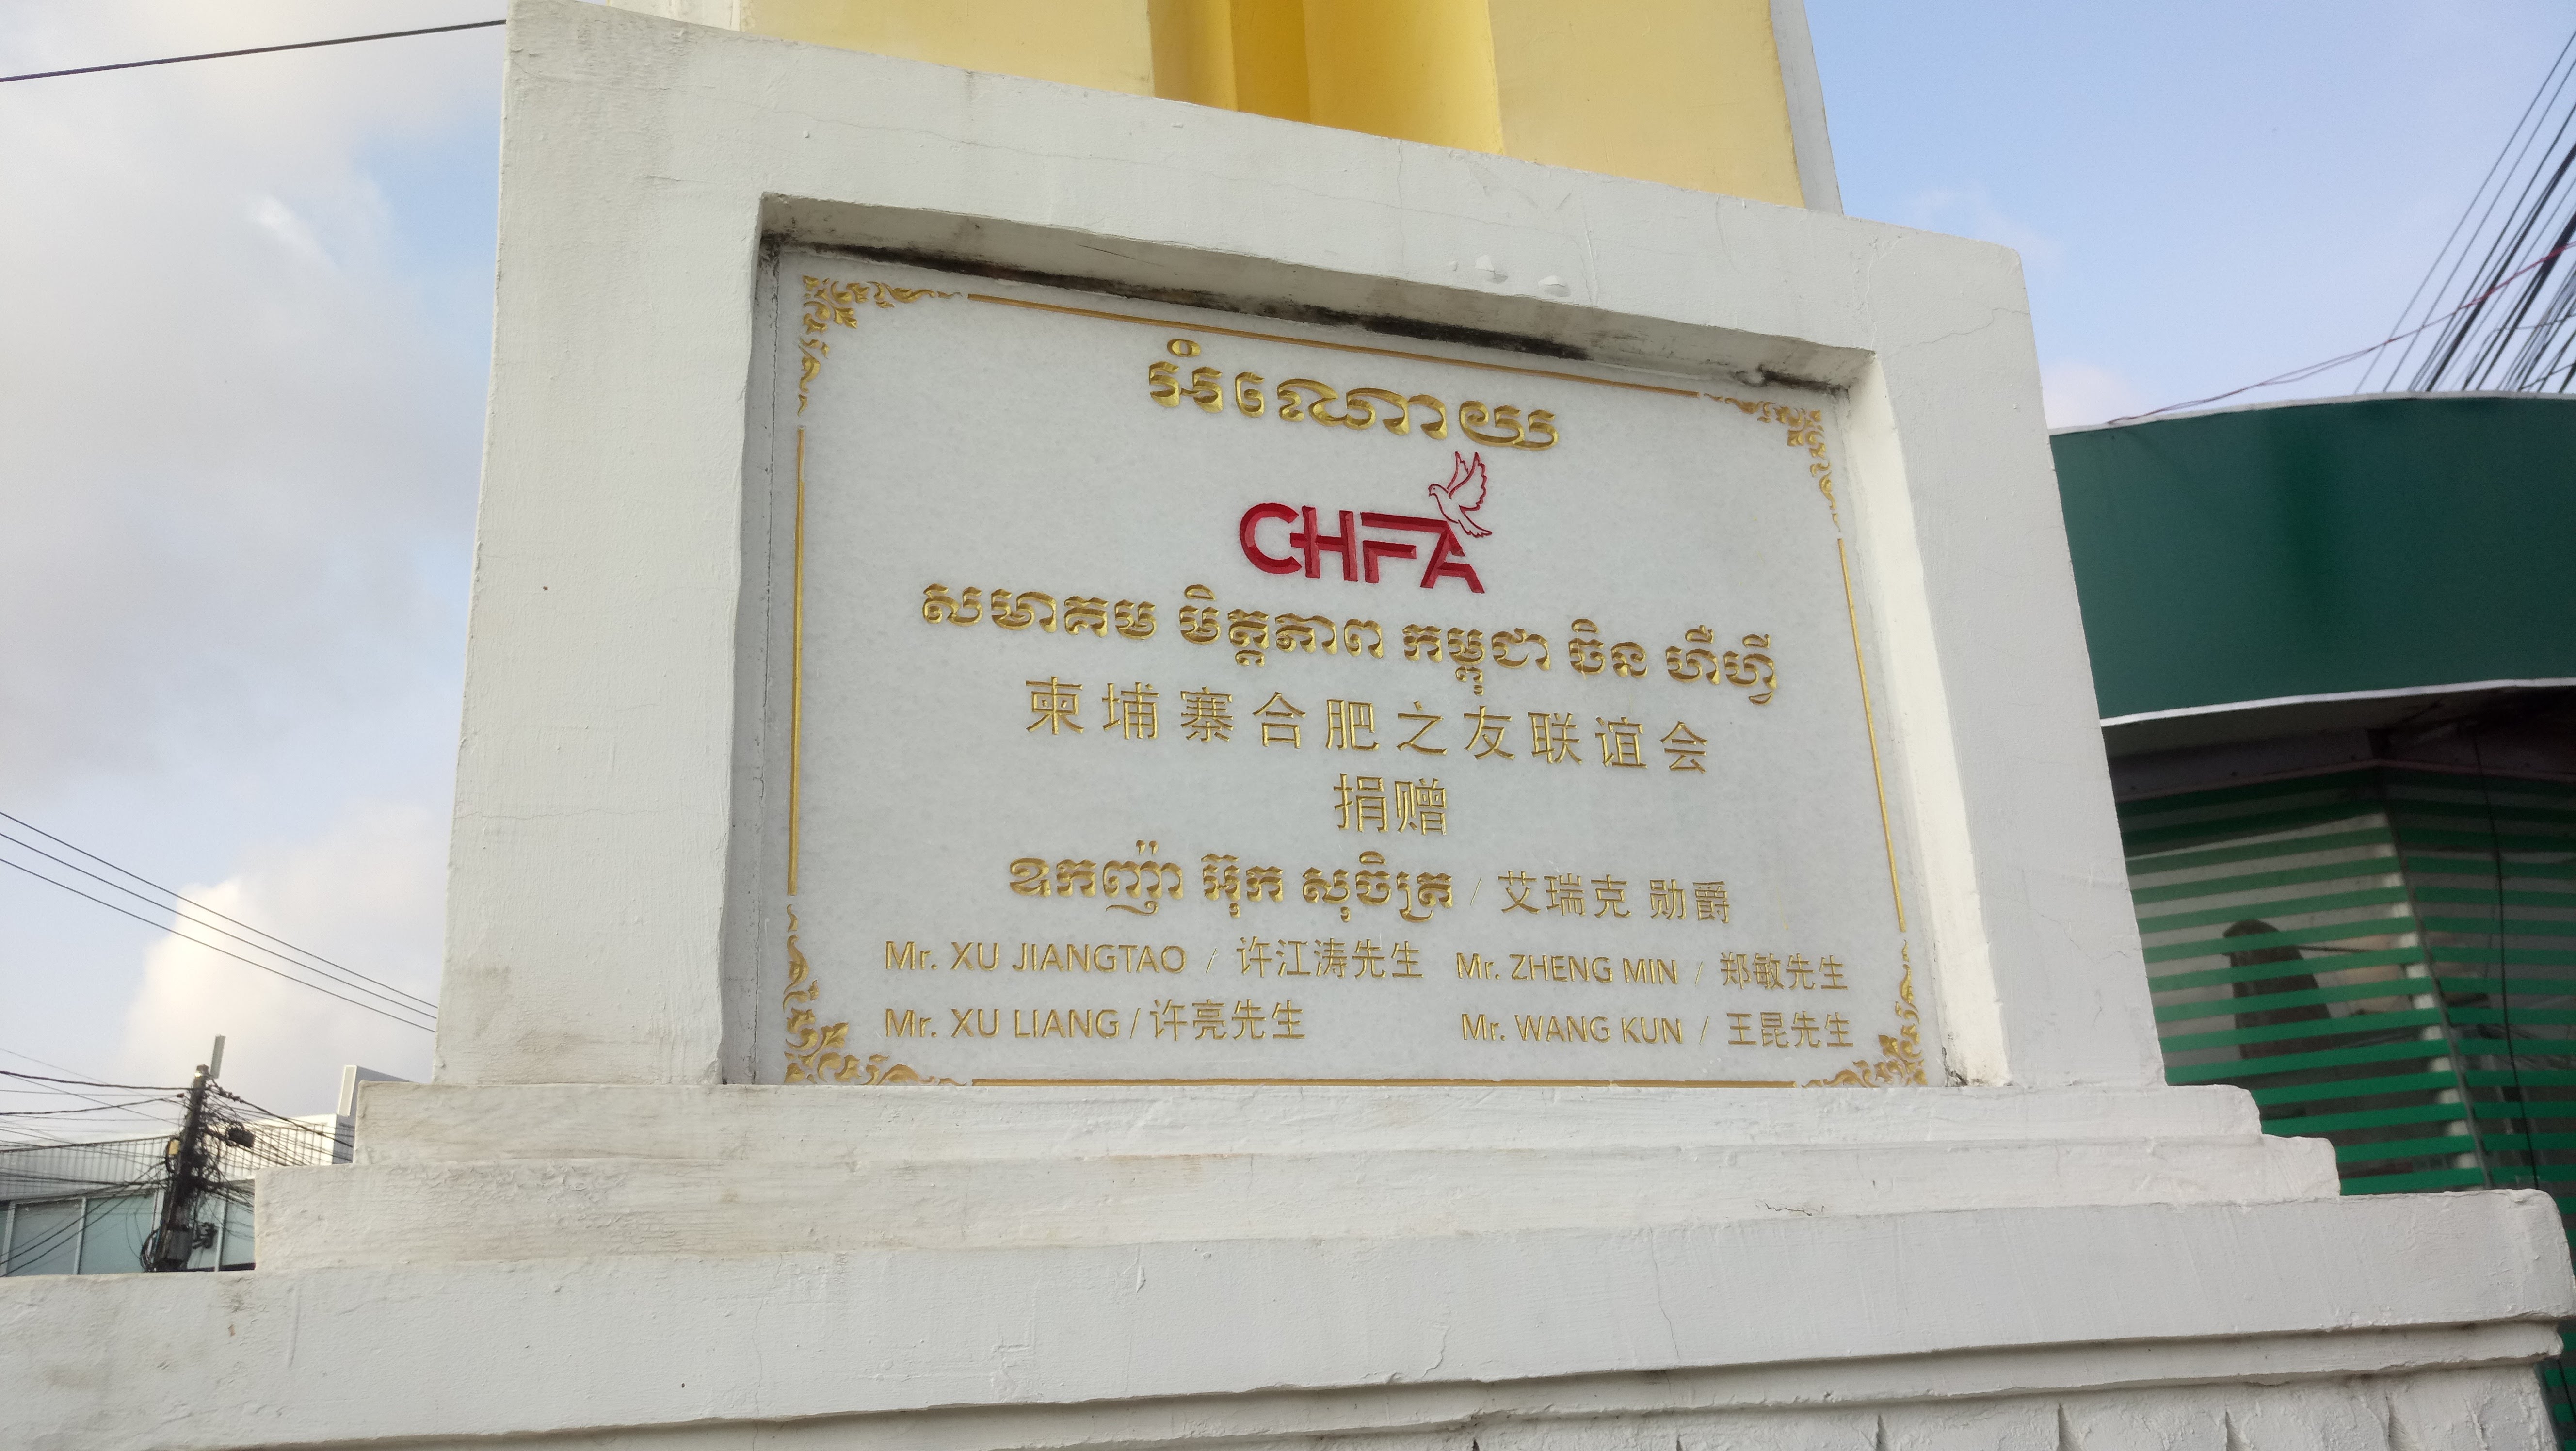 អំណោយ
CHFA
សមាគម មិត្តភាព កម្ពុជា ចិន ហឺហ្វី
柬埔寨合肥之友联谊会
捐赠
ឧកញ៉ា អ៊ុក សុចិត្រ / 艾瑞克 勋爵
Mr. XU JIANGTAO / 许江涛先生 Mr. ZHENG MIN / 郑敏先生
Mr. XU LIANG / 许亮先生 Mr. WANG KUN / 王昆先生